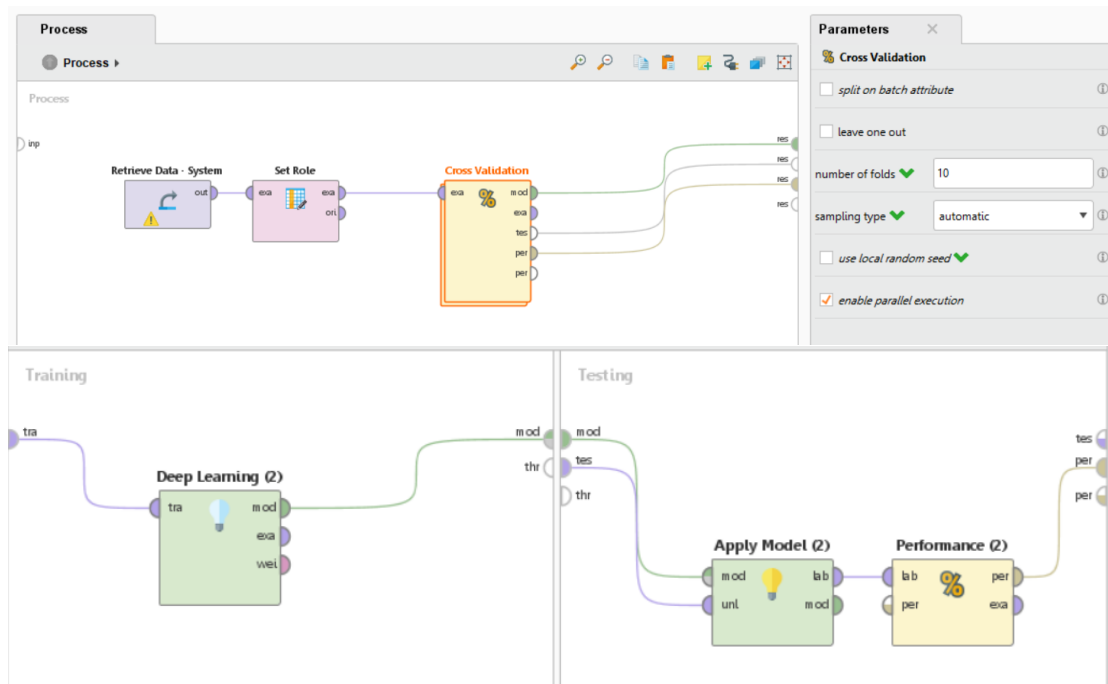 Process
Process
Process
inp
res
res
res
res
Retrieve Data - System
out
Set Role
exa
exa
ori
Cross Validation
exa
mod
exa
tes
per
per
Parameters
Cross Validation
split on batch attribute
leave one out
number of folds
10
sampling type
automatic
use local random seed
enable parallel execution
Training
tra
mod
thr
Deep Learning (2)
tra
mod
exa
wei
Testing
mod
tes
thr
tes
per
per
Apply Model (2)
mod
lab
unl
mod
Performance (2)
lab
per
per
exa